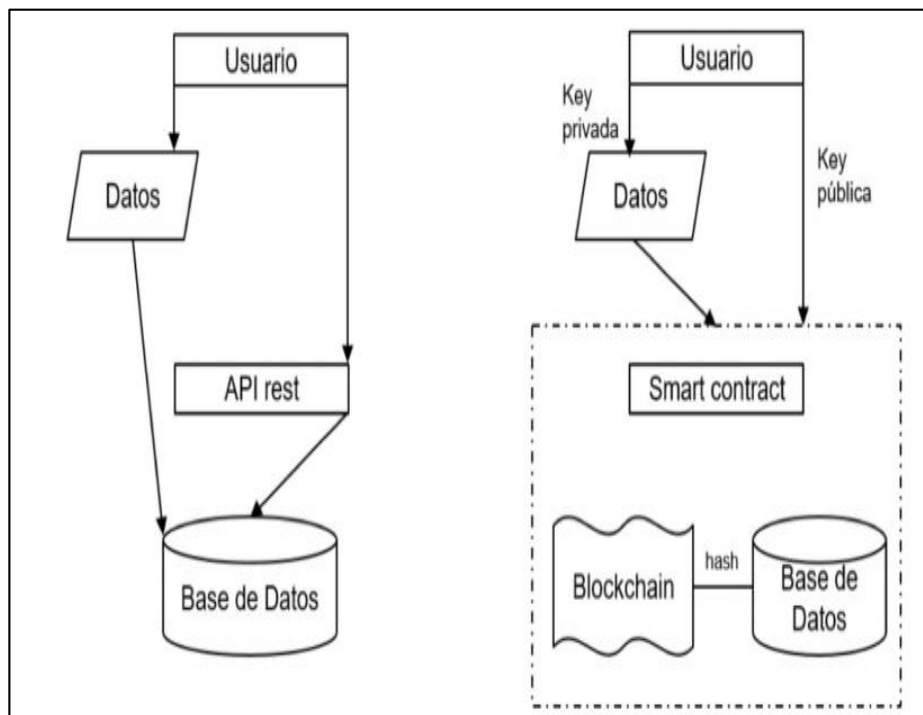 Usuario
Datos
API rest
Base de Datos
Usuario
Key
privada
Key
pública
Datos
Smart contract
Blockchain
hash
Base de
Datos